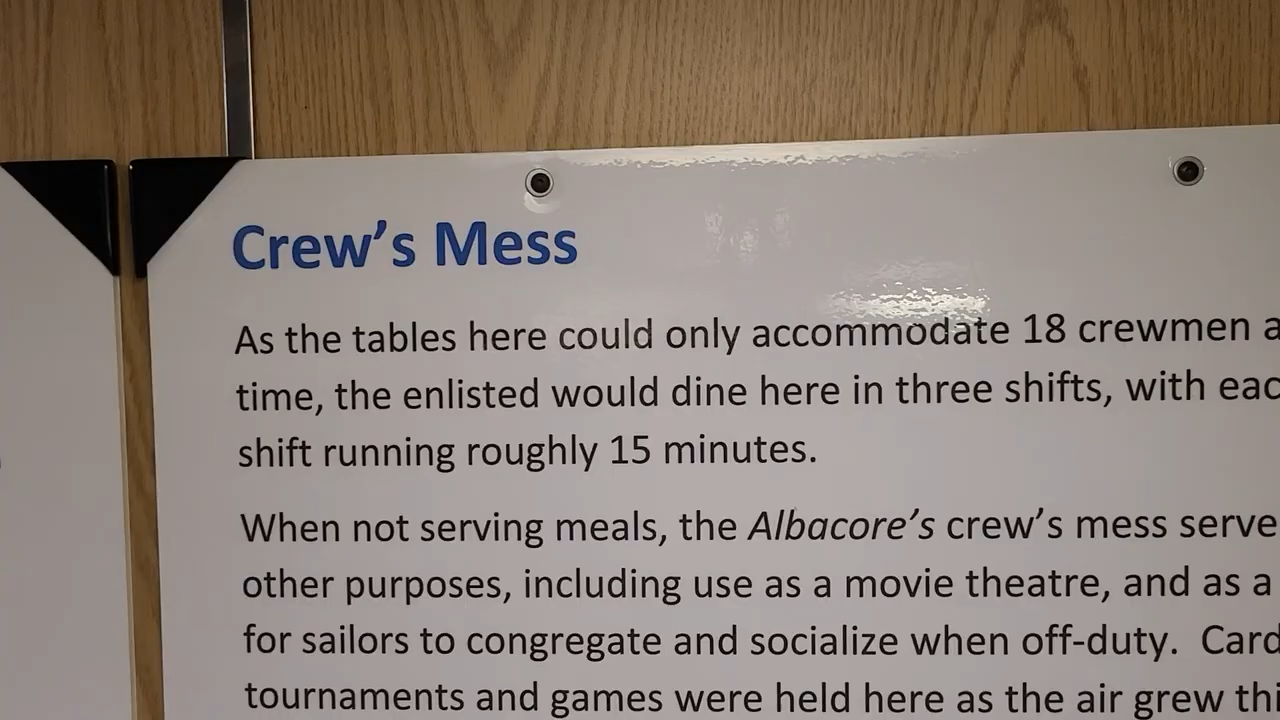 Crew's Mess
As the tables here could only accommodate 18 crewmen
time, the enlisted would dine here in three shifts, with
shift running roughly 15 minutes.
When not serving meals, the Albacore's crew's mess
other purposes, including use as a movie theatre, and as a
for sailors to congregate and socialize when off-duty. Card
tournaments and games were held here as the air grew